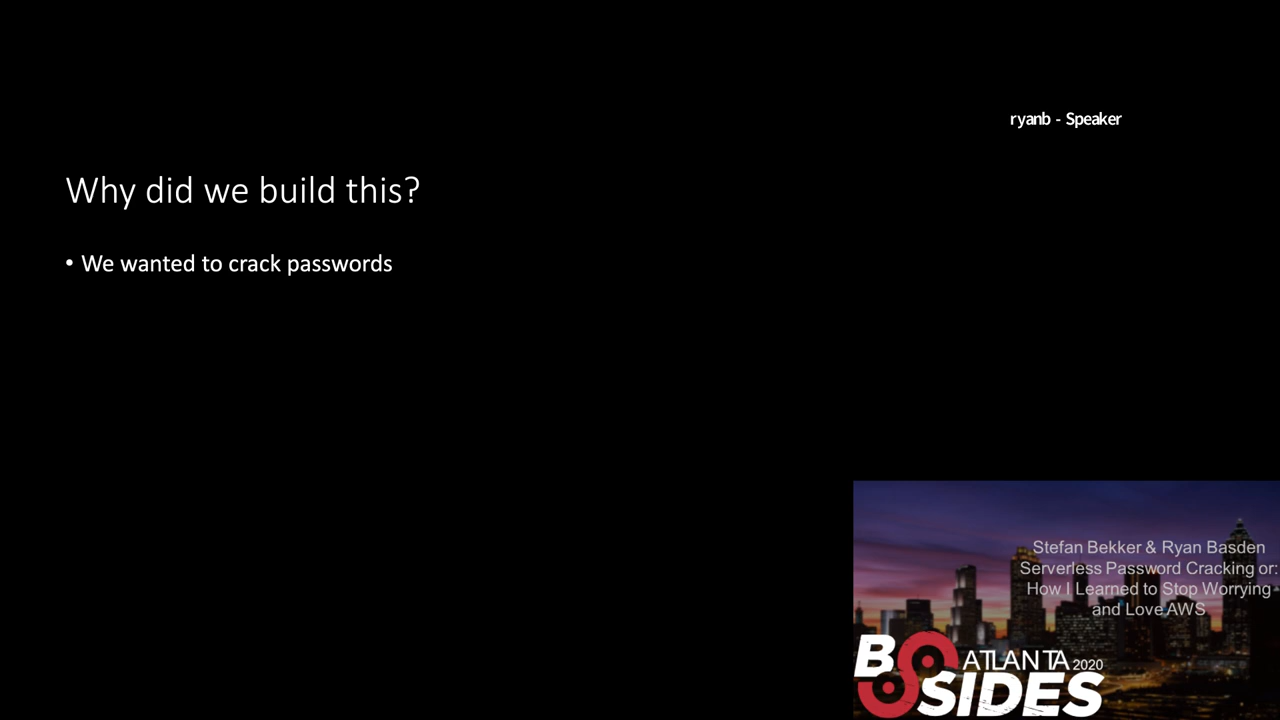 ryanb - Speaker
Why did we build this?
• We wanted to crack passwords
Stefan Bekker & Ryan Basden
Serverless Password Cracking or:
How I Learned to Stop Worrying
and Love AWS
BSIDES
ATLANTA 2020